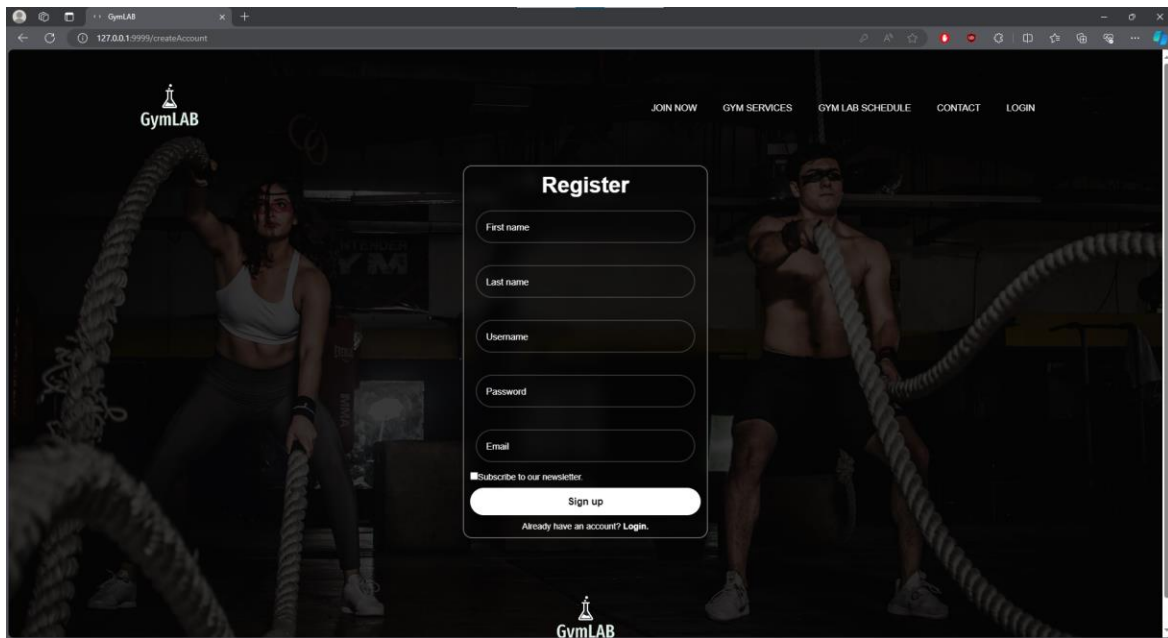 GymLAB
127.0.0.1:9999/createAccount
GymLAB
JOIN NOW GYM SERVICES GYM LAB SCHEDULE CONTACT LOGIN
Register
First name
Last name
Username
Password
Email
Subscribe to our newsletter.
Sign up
Already have an account? Login.
GymLAB